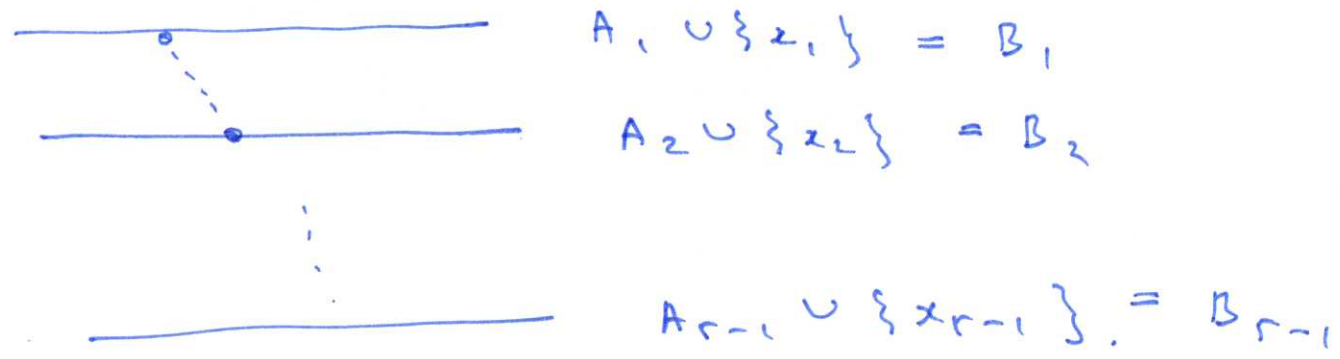 A₁ ∪ {x₁} = B₁
A₂ ∪ {x₂} = B₂
Aᵣ₋₁ ∪ {xᵣ₋₁}. = Bᵣ₋₁